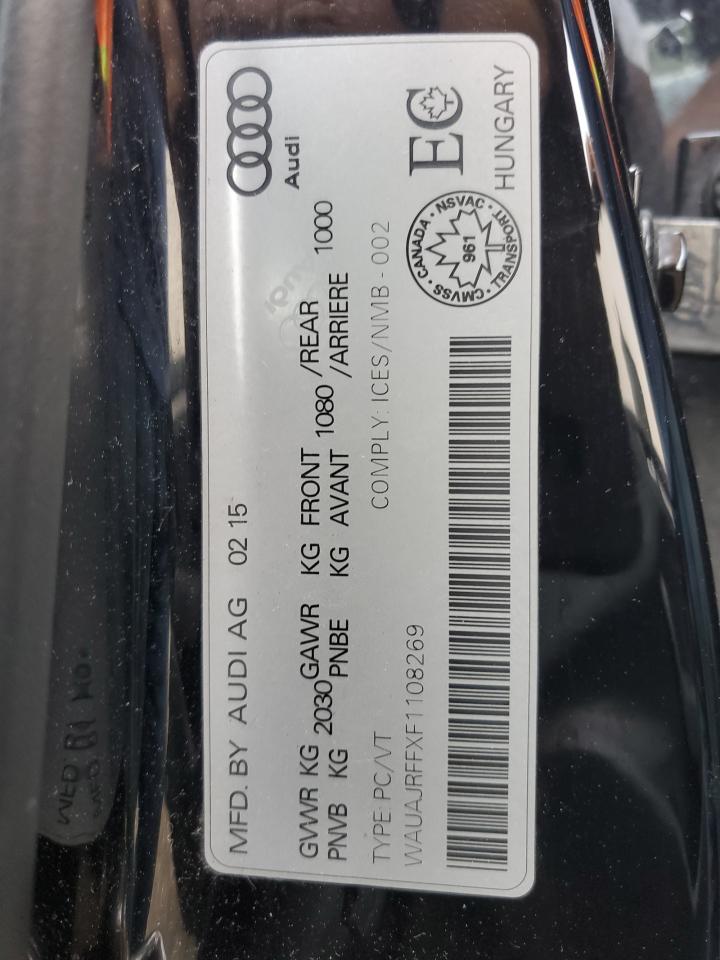 Audi
MFD. BY AUDI AG 02 15
GVWR KG 2030 GAWR KG FRONT 1080 /REAR 1000
PNVB KG PNBE KG AVANT /ARRIERE
TYPE: PC/VT COMPLY: ICES/NMB - 002
WAUAJRFFXF1108269
CANADA · NSVAC · TRANSPORT · CMVSS ·
961
EC
HUNGARY